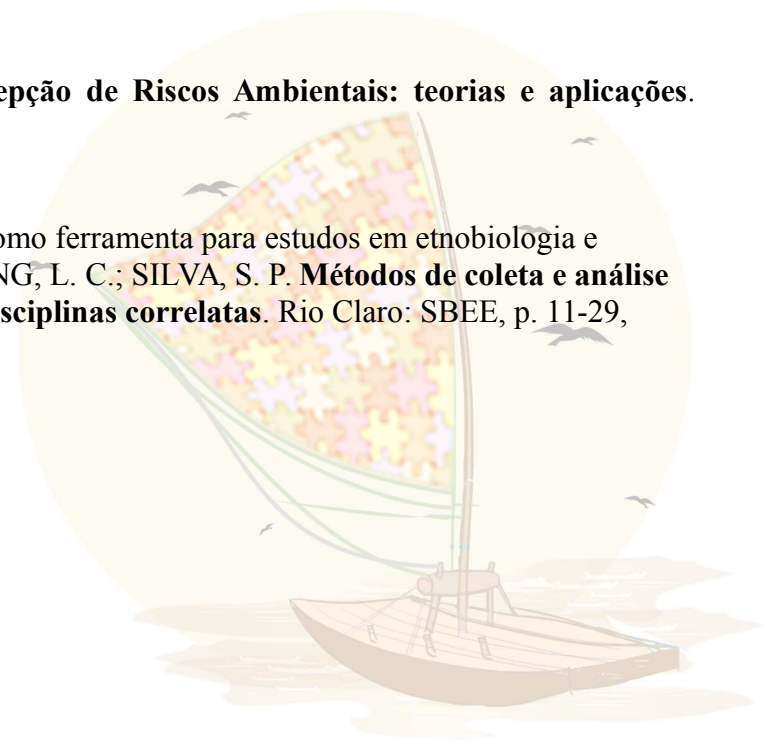 epção de Riscos Ambientais: teorias e aplicações.
omo ferramenta para estudos em etnobiologia e
NG, L. C.; SILVA, S. P. Métodos de coleta e análise
sciplinas correlatas. Rio Claro: SBEE, p. 11-29,